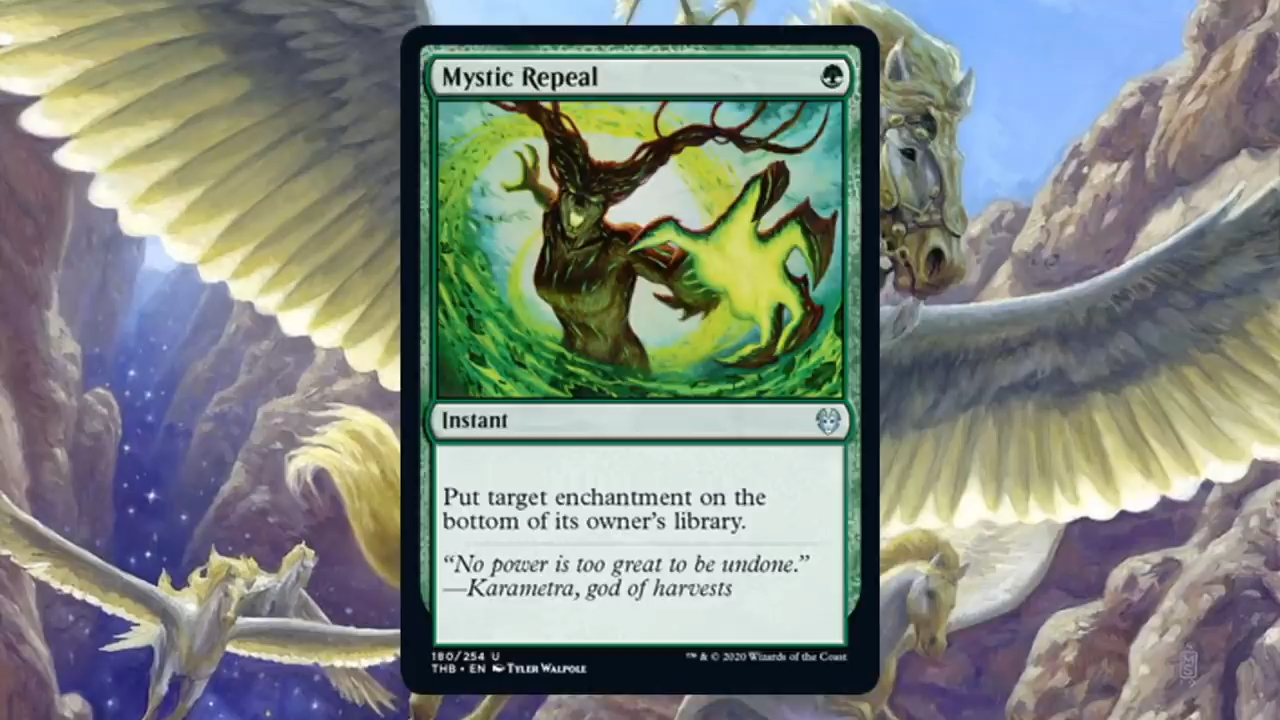 Mystic Repeal
Instant
Put target enchantment on the
bottom of its owner's library.
“No power is too great to be undone.”
—Karametra, god of harvests
180/254 U
THB • EN TYLER WALPOLE
™ & © 2020 Wizards of the Coast